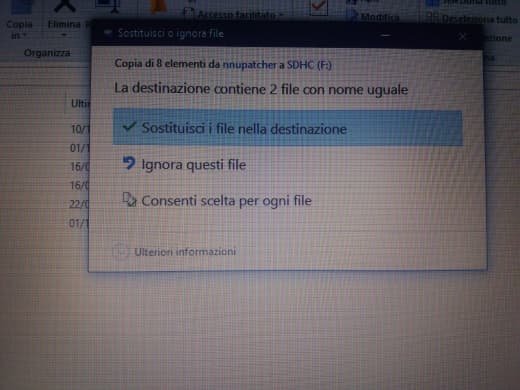 Copia
in
Elimina
Accesso facilitato
Modifica
Deseleziona tutto
Organizza
Sostituisci o ignora file
Copia di 8 elementi da nnupatcher a SDHC (F:)
La destinazione contiene 2 file con nome uguale
Sostituisci i file nella destinazione
Ignora questi file
Consenti scelta per ogni file
Ulteriori informazioni
Ulti
10/1
01/1
16/0
16/0
22/0
01/1